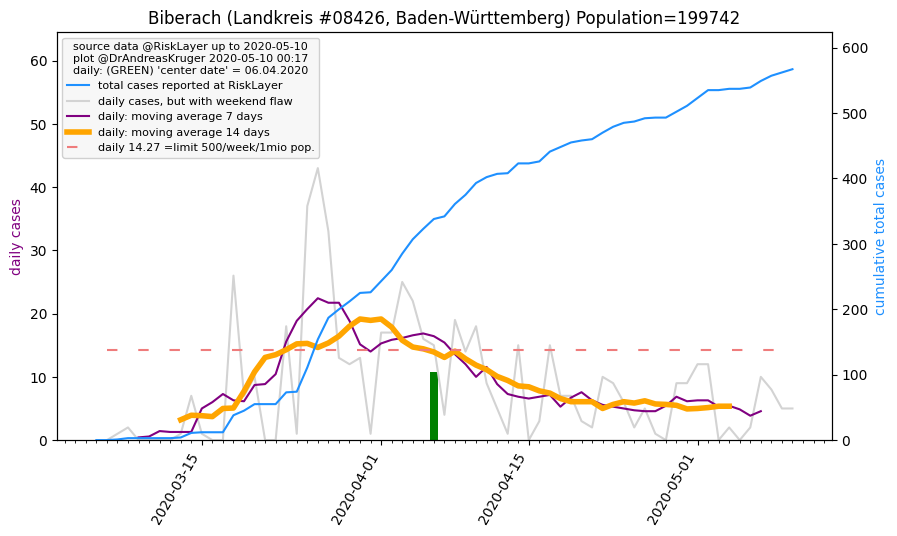 Biberach (Landkreis #08426, Baden-Württemberg) Population=199742
source data @RiskLayer up to 2020-05-10
plot @DrAndreasKruger 2020-05-10 00:17
daily: (GREEN) 'center date' = 06.04.2020
total cases reported at RiskLayer
daily cases, but with weekend flaw
daily: moving average 7 days
daily: moving average 14 days
daily 14.27 =limit 500/week/1mio pop.
daily cases
60
50
40
30
20
10
0
cumulative total cases
600
500
400
300
200
100
0
2020-03-15
2020-04-01
2020-04-15
2020-05-01